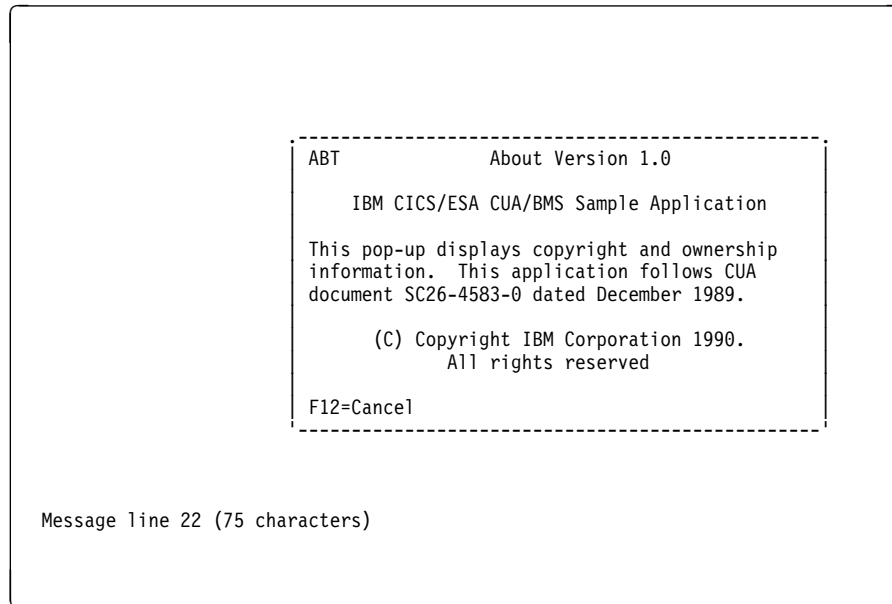 ABT About Version 1.0
IBM CICS/ESA CUA/BMS Sample Application
This pop-up displays copyright and ownership
information. This application follows CUA
document SC26-4583-0 dated December 1989.
(C) Copyright IBM Corporation 1990.
All rights reserved
F12=Cancel
Message line 22 (75 characters)